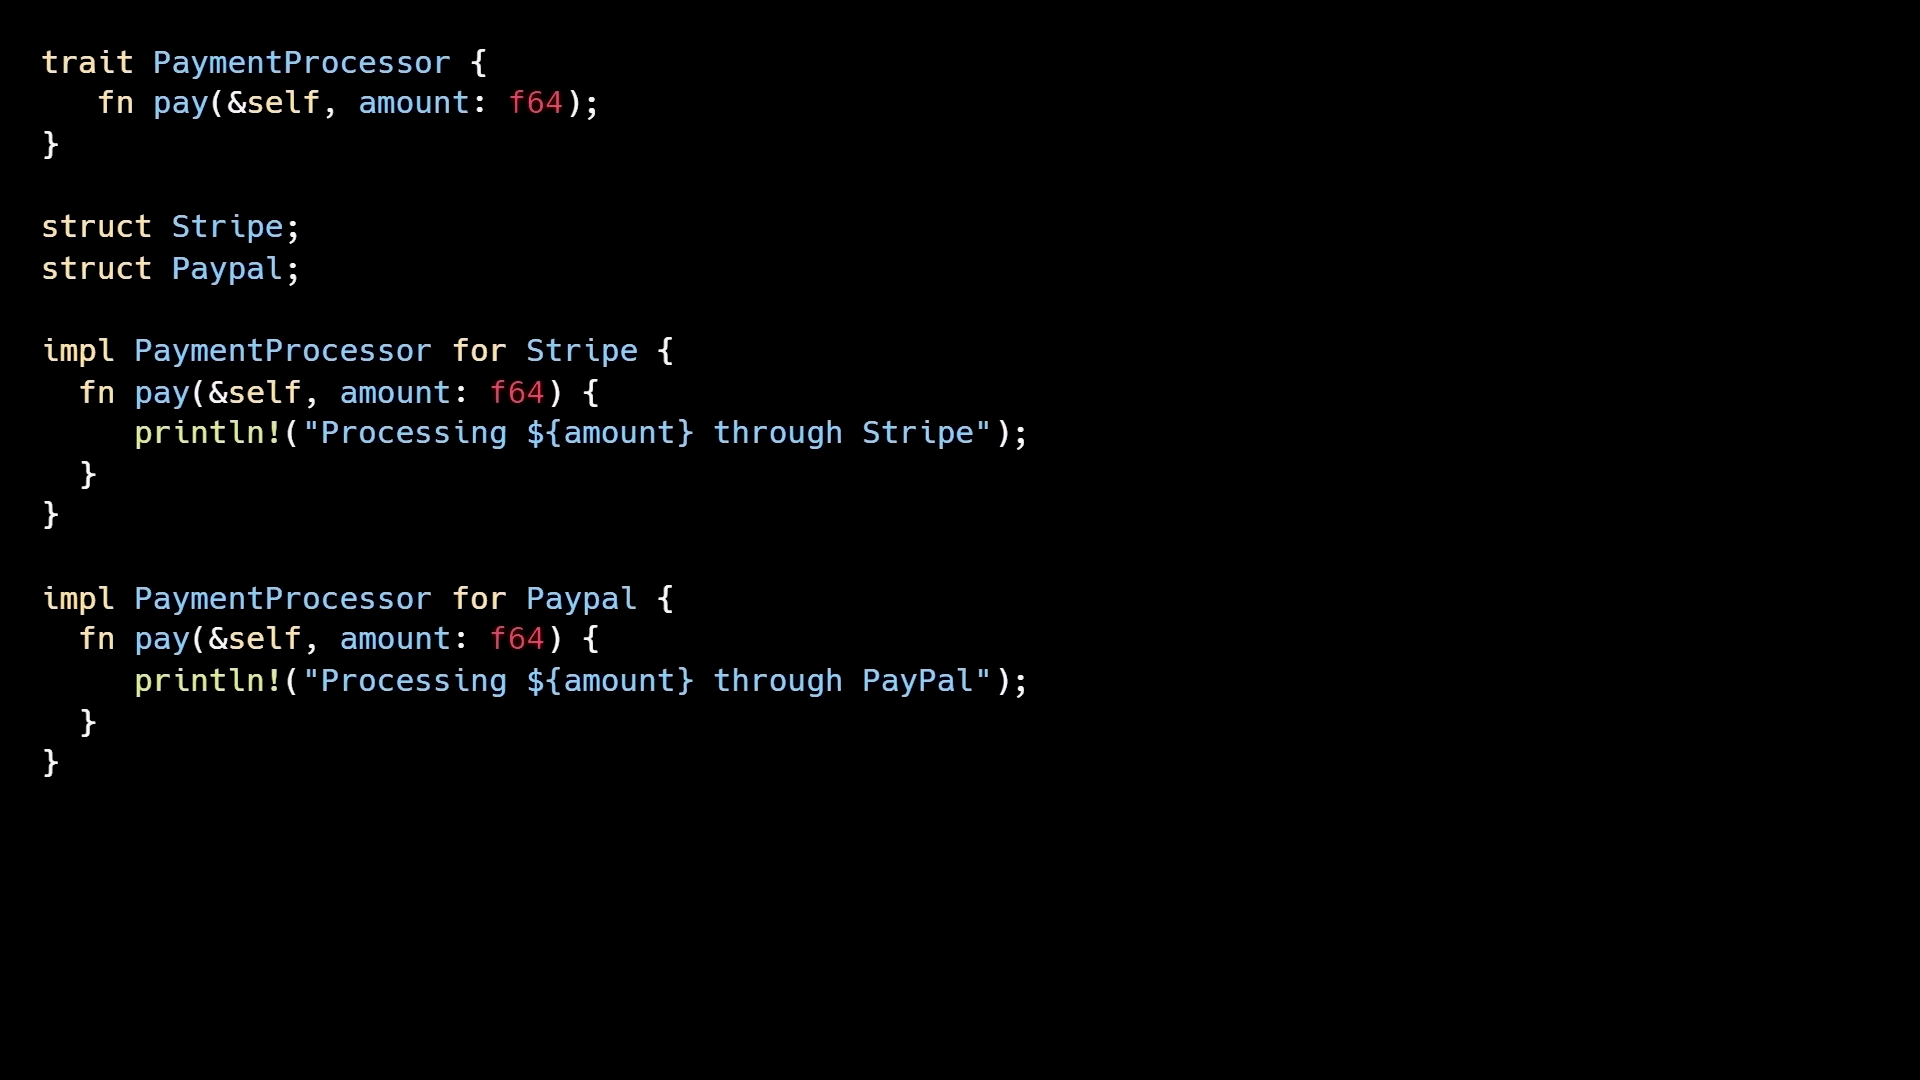 trait PaymentProcessor {
   fn pay(&self, amount: f64);
}

struct Stripe;
struct Paypal;

impl PaymentProcessor for Stripe {
  fn pay(&self, amount: f64) {
     println!("Processing ${amount} through Stripe");
  }
}

impl PaymentProcessor for Paypal {
  fn pay(&self, amount: f64) {
     println!("Processing ${amount} through PayPal");
  }
}